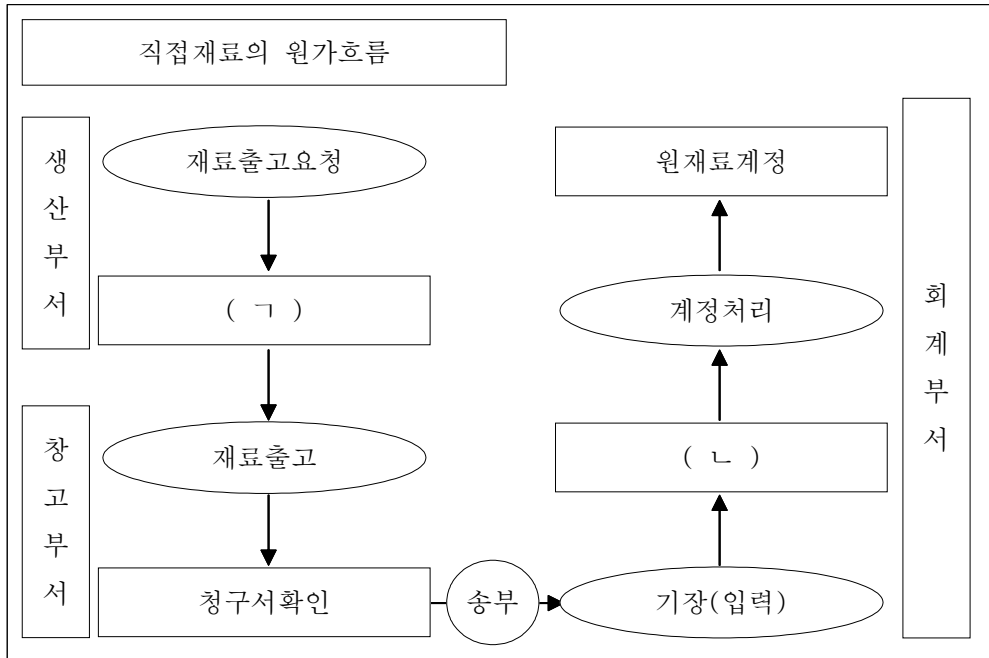 직접재료의 원가흐름
생산부서
재료출고요청
( ㄱ )
창고부서
재료출고
청구서확인
송부
기장(입력)
( ㄴ )
계정처리
원재료계정
회계부서